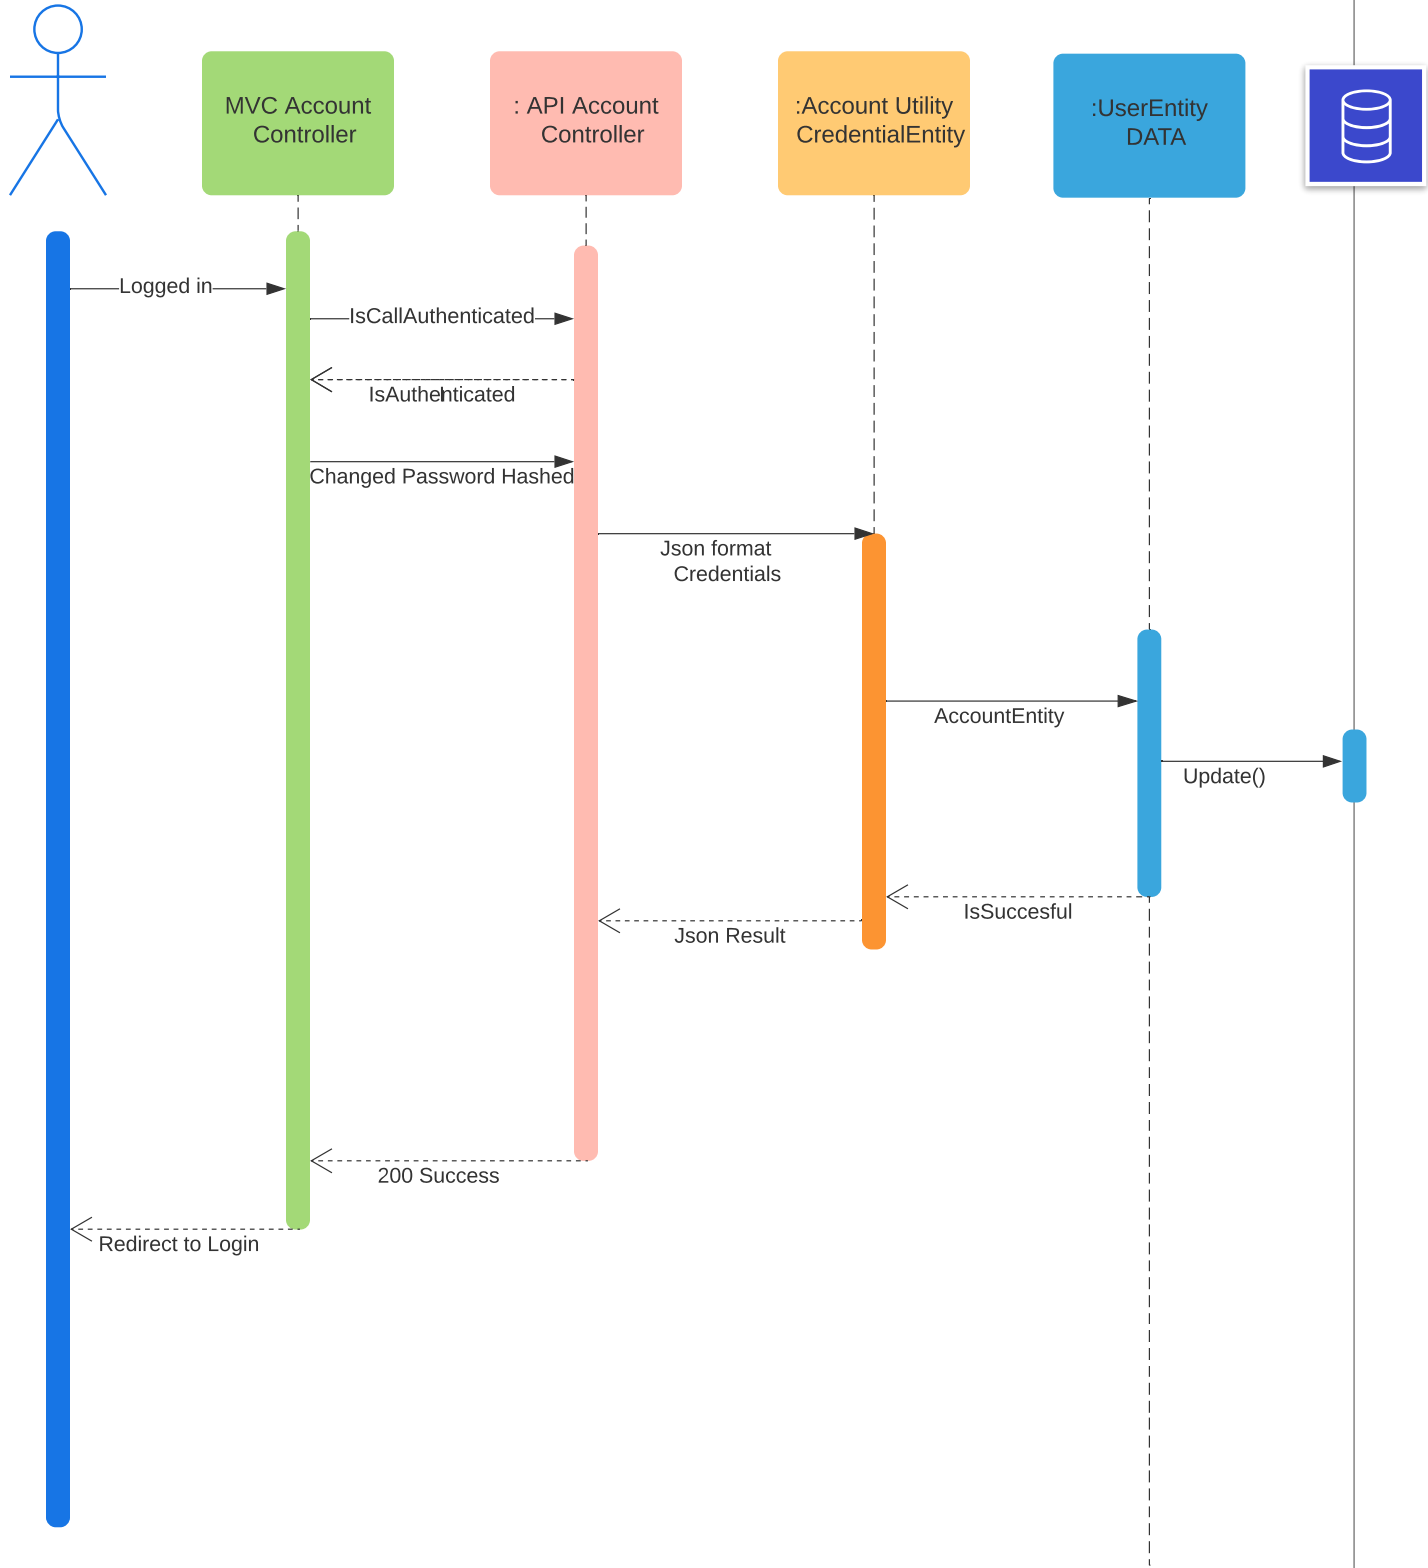 MVC Account
Controller
: API Account
Controller
:Account Utility
CredentialEntity
:UserEntity
DATA
Logged in
IsCallAuthenticated
IsAuthenticated
Changed Password Hashed
Json format
Credentials
AccountEntity
Update()
IsSuccesful
Json Result
200 Success
Redirect to Login